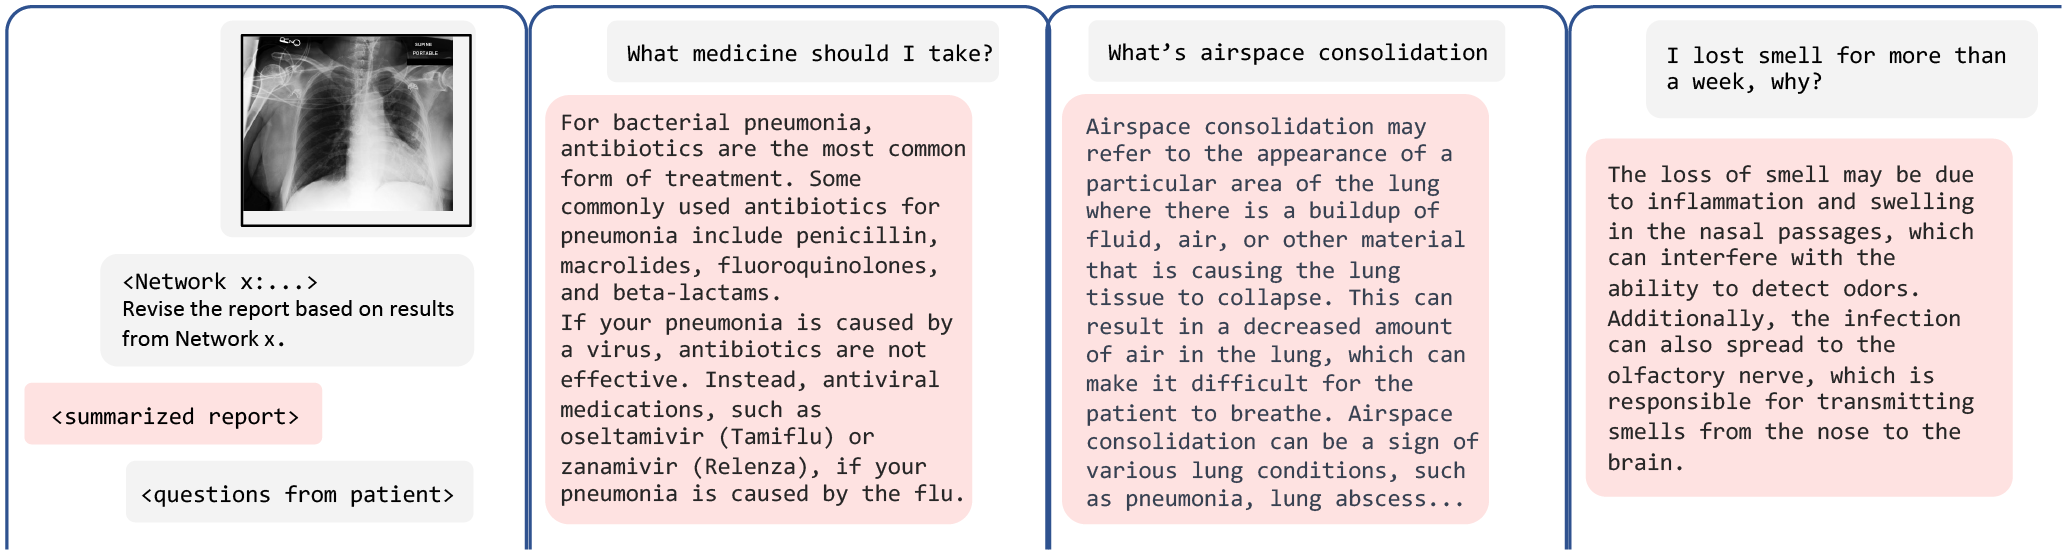 SUPINE
PORTABLE
<Network x:...>
Revise the report based on results
from Network x.
<summarized report>
<questions from patient>
What medicine should I take?
For bacterial pneumonia,
antibiotics are the most common
form of treatment. Some
commonly used antibiotics for
pneumonia include penicillin,
macrolides, fluoroquinolones,
and beta-lactams.
If your pneumonia is caused by
a virus, antibiotics are not
effective. Instead, antiviral
medications, such as
oseltamivir (Tamiflu) or
zanamivir (Relenza), if your
pneumonia is caused by the flu.
What’s airspace consolidation
Airspace consolidation may
refer to the appearance of a
particular area of the lung
where there is a buildup of
fluid, air, or other material
that is causing the lung
tissue to collapse. This can
result in a decreased amount
of air in the lung, which can
make it difficult for the
patient to breathe. Airspace
consolidation can be a sign of
various lung conditions, such
as pneumonia, lung abscess...
I lost smell for more than
a week, why?
The loss of smell may be due
to inflammation and swelling
in the nasal passages, which
can interfere with the
ability to detect odors.
Additionally, the infection
can also spread to the
olfactory nerve, which is
responsible for transmitting
smells from the nose to the
brain.